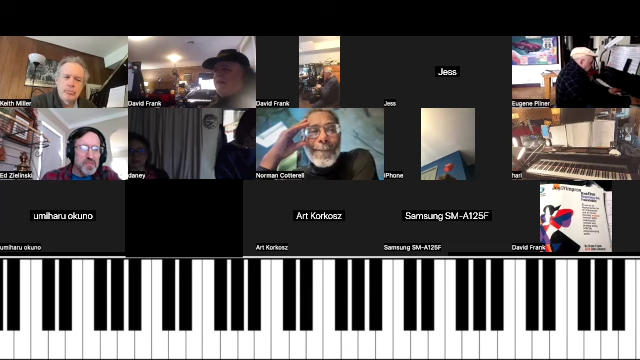 Jess
Keith Miller
David Frank
David Frank
Jess
Eugene Pliner
Ed Zielinski
daney
Norman Cotterell
iPhone
hari
umiharu okuno
Art Korkosz
Samsung SM-A125F
umiharu okuno
Art Korkosz
Samsung SM-A125F
David Frank